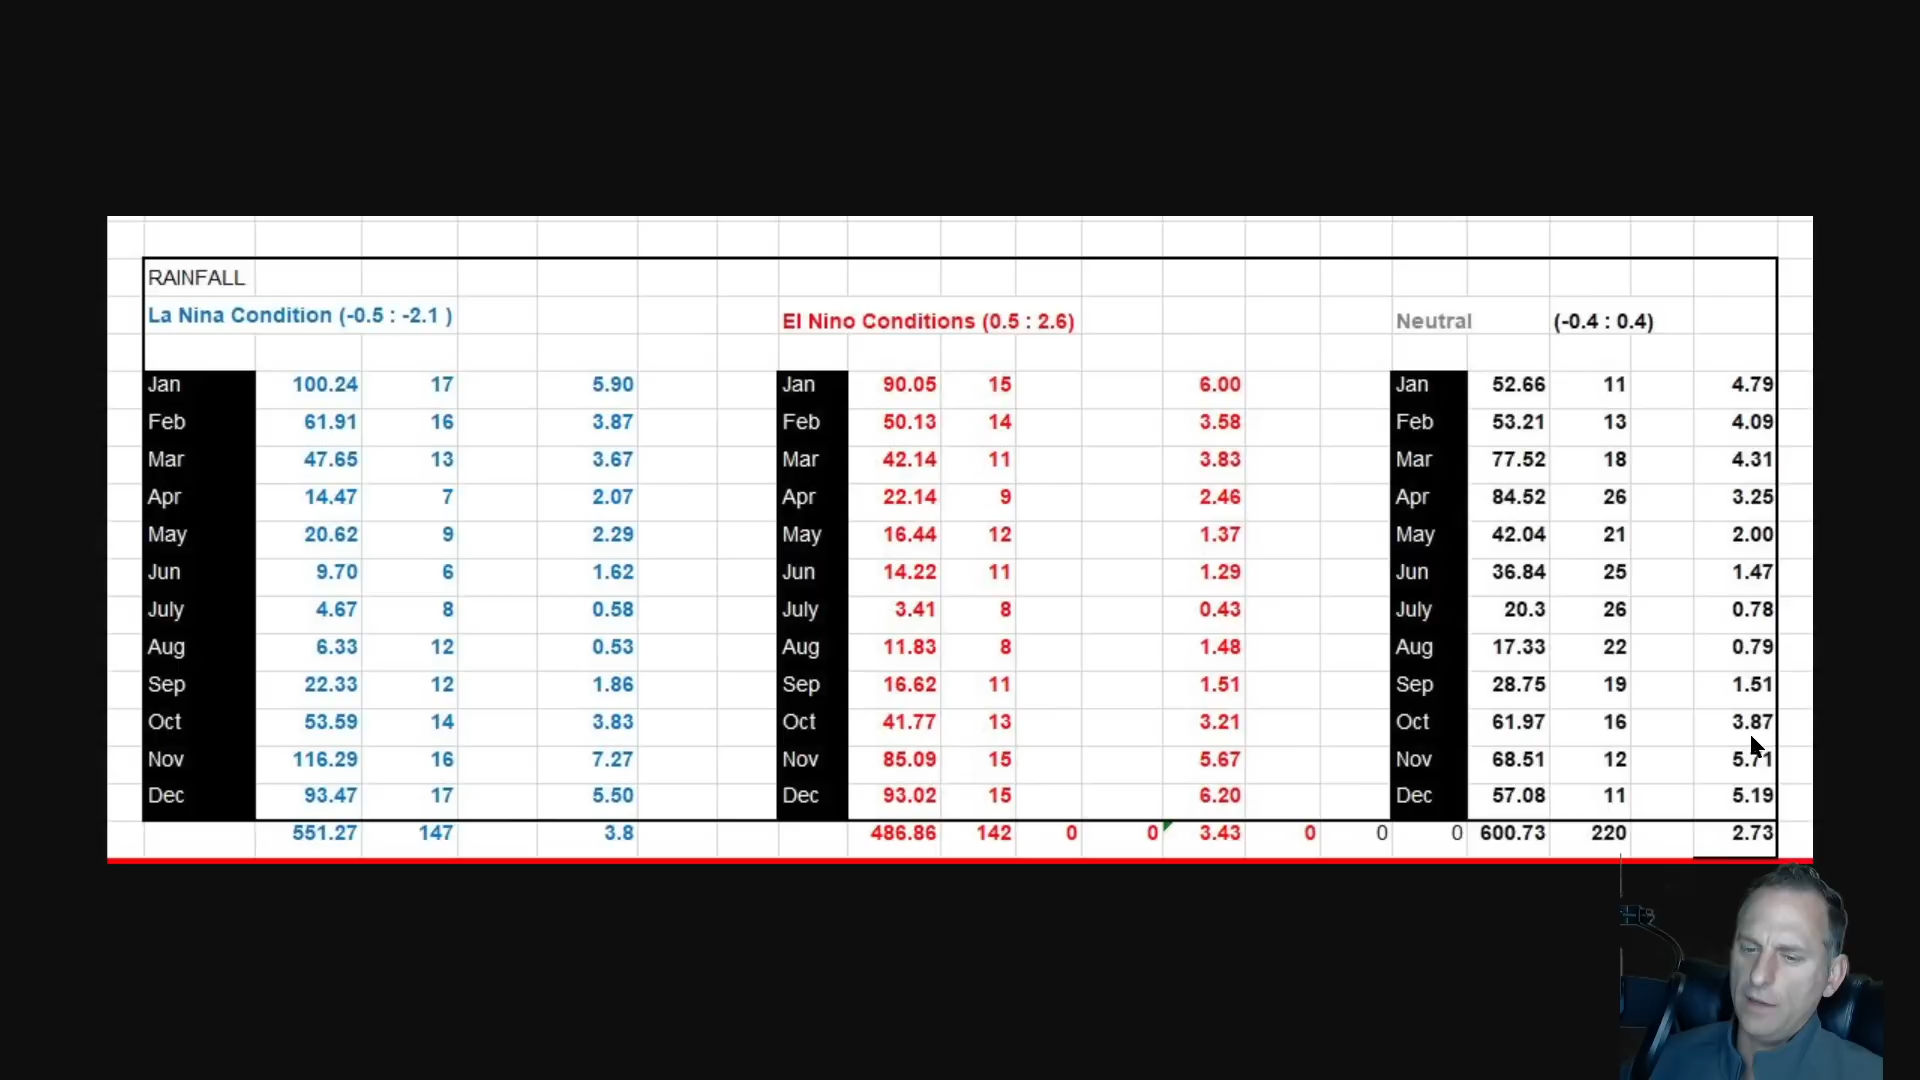 RAINFALL
La Nina Condition (-0.5 : -2.1 ) El Nino Conditions (0.5 : 2.6) Neutral (-0.4 : 0.4)
Jan 100.24 17 5.90 Jan 90.05 15 6.00 Jan 52.66 11 4.79
Feb 61.91 16 3.87 Feb 50.13 14 3.58 Feb 53.21 13 4.09
Mar 47.65 13 3.67 Mar 42.14 11 3.83 Mar 77.52 18 4.31
Apr 14.47 7 2.07 Apr 22.14 9 2.46 Apr 84.52 26 3.25
May 20.62 9 2.29 May 16.44 12 1.37 May 42.04 21 2.00
Jun 9.70 6 1.62 Jun 14.22 11 1.29 Jun 36.84 25 1.47
July 4.67 8 0.58 July 3.41 8 0.43 July 20.3 26 0.78
Aug 6.33 12 0.53 Aug 11.83 8 1.48 Aug 17.33 22 0.79
Sep 22.33 12 1.86 Sep 16.62 11 1.51 Sep 28.75 19 1.51
Oct 53.59 14 3.83 Oct 41.77 13 3.21 Oct 61.97 16 3.87
Nov 116.29 16 7.27 Nov 85.09 15 5.67 Nov 68.51 12 5.71
Dec 93.47 17 5.50 Dec 93.02 15 6.20 Dec 57.08 11 5.19
551.27 147 3.8 486.86 142 0 0 3.43 0 0 0 600.73 220 2.73